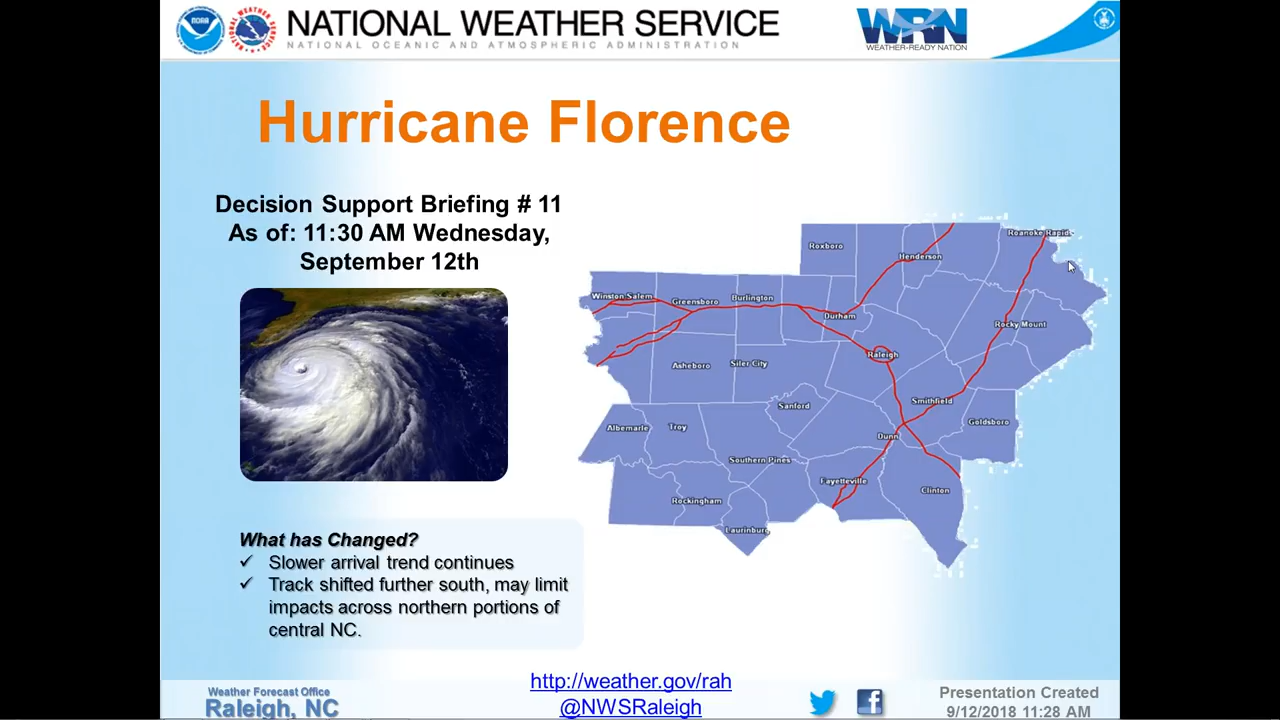 NOAA
NATIONAL WEATHER SERVICE
NATIONAL OCEANIC AND ATMOSPHERIC ADMINISTRATION
WRN
WEATHER-READY NATION
Hurricane Florence
Decision Support Briefing # 11
As of: 11:30 AM Wednesday,
September 12th
Roxboro
Roanoke Rapid
Henderson
Winston Salem
Greensboro
Burlington
Durham
Rocky Mount
Raleigh
Asheboro
Siler City
Smithfield
Sanford
Goldsboro
Albemarle
Troy
Dunn
Southern Pines
Fayetteville
Clinton
Rockingham
Laurinburg
What has Changed?
✓ Slower arrival trend continues
✓ Track shifted further south, may limit
impacts across northern portions of
central NC.
Weather Forecast Office
Raleigh, NC
http://weather.gov/rah
@NWSRaleigh
Presentation Created
9/12/2018 11:28 AM